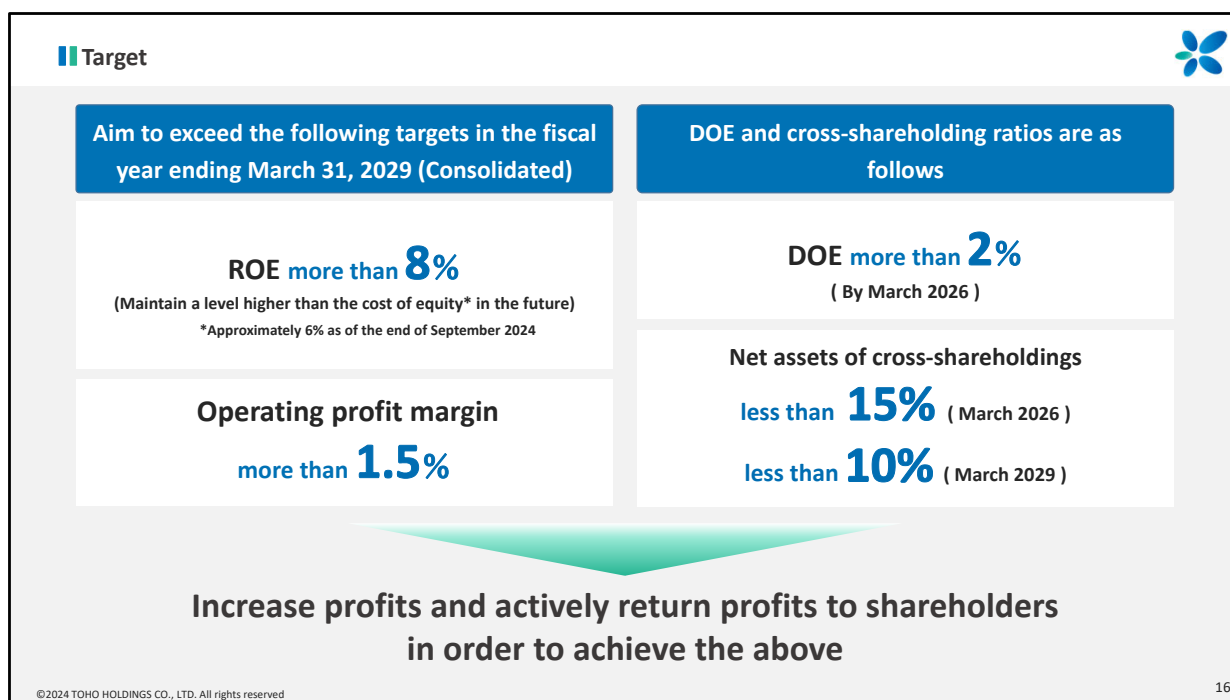 Target
Aim to exceed the following targets in the fiscal
year ending March 31, 2029 (Consolidated)
ROE more than 8%
(Maintain a level higher than the cost of equity* in the future)
*Approximately 6% as of the end of September 2024
Operating profit margin
more than 1.5%
DOE and cross-shareholding ratios are as
follows
DOE more than 2%
( By March 2026 )
Net assets of cross-shareholdings
less than 15% ( March 2026 )
less than 10% ( March 2029 )
Increase profits and actively return profits to shareholders
in order to achieve the above
©2024 TOHO HOLDINGS CO., LTD. All rights reserved
16